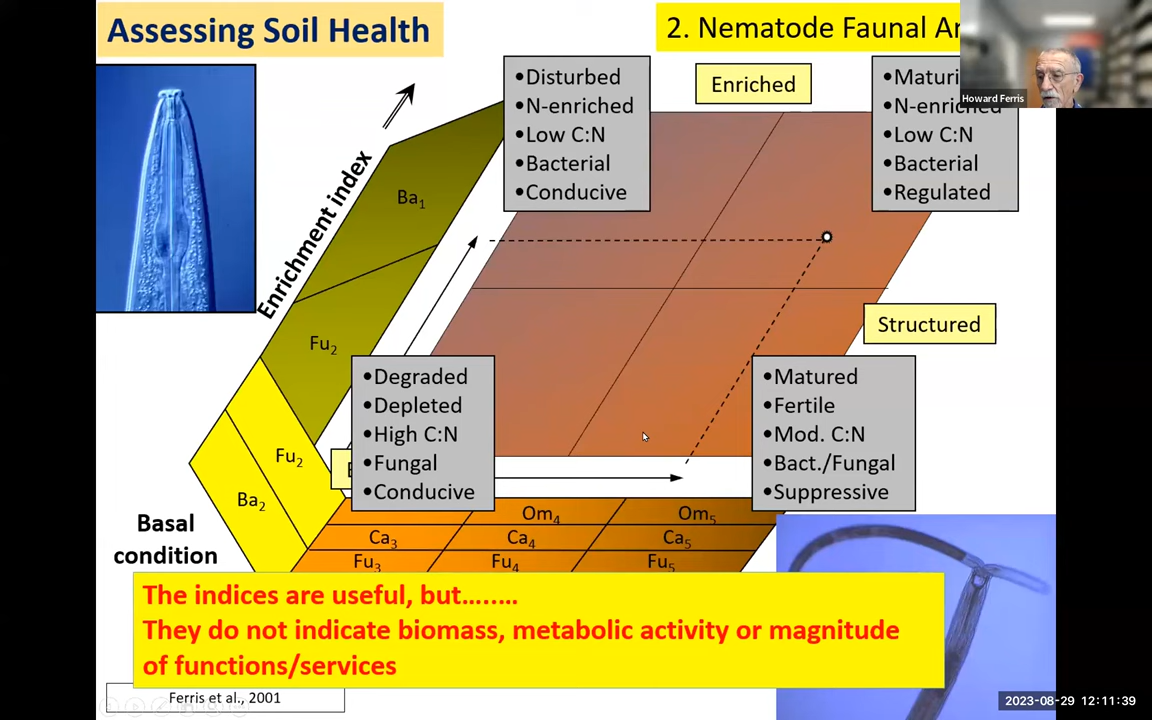 Assessing Soil Health
2. Nematode Faunal
Howard Ferris
•Disturbed
•N-enriched
•Low C:N
•Bacterial
•Conducive
Enriched
•N-enriched
•Low C:N
•Bacterial
•Regulated
Enrichment index
Ba1
Fu2
Structured
•Degraded
•Depleted
•High C:N
•Fungal
•Conducive
•Matured
•Fertile
•Mod. C:N
•Bact./Fungal
•Suppressive
Fu2
Ba2
Basal
condition
Om4
Om5
Ca3
Ca4
Ca5
Fu3
Fu4
Fu5
The indices are useful, but........
They do not indicate biomass, metabolic activity or magnitude
of functions/services
Ferris et al., 2001
2023-08-29 12:11:39